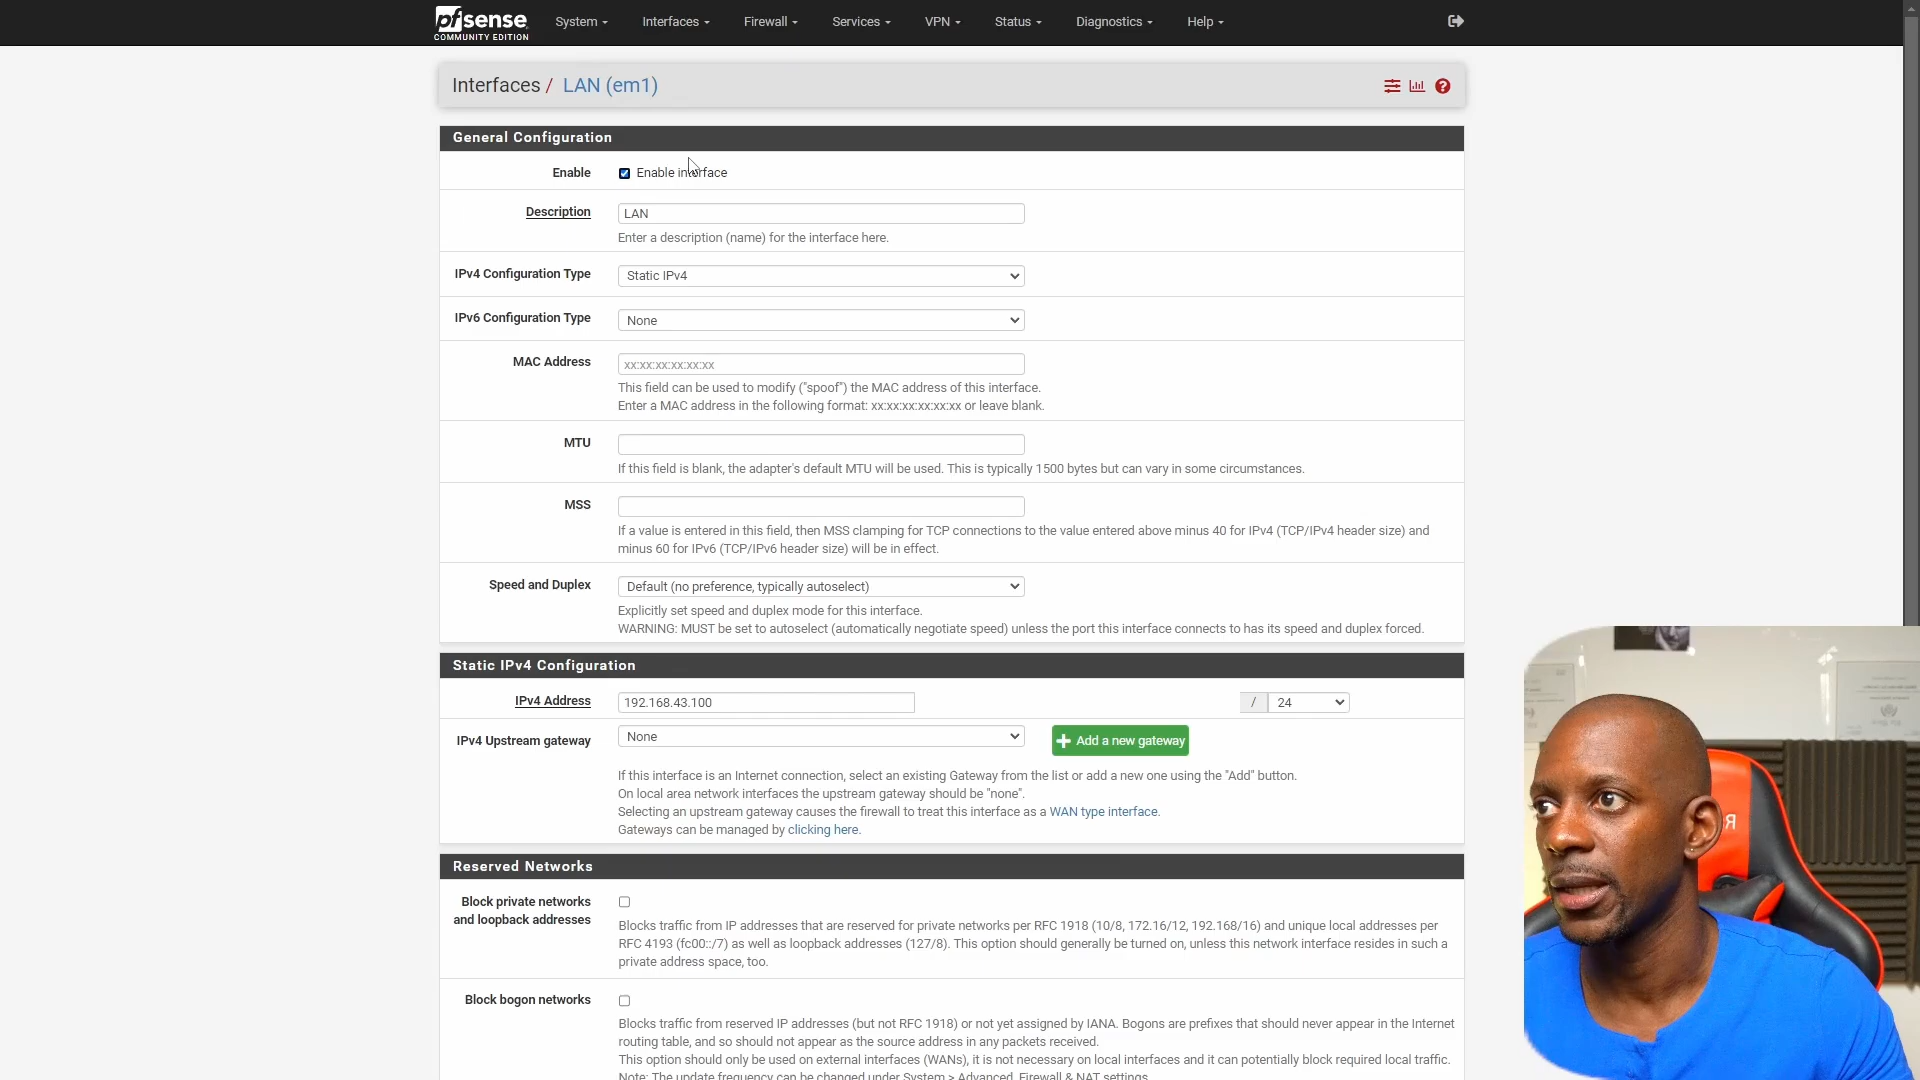 pfsense
COMMUNITY EDITION
System
Interfaces
Firewall
Services
VPN
Status
Diagnostics
Help
Interfaces / LAN (em1)
General Configuration
Enable
Enable interface
Description
LAN
Enter a description (name) for the interface here.
IPv4 Configuration Type
Static IPv4
IPv6 Configuration Type
None
MAC Address
xx:xx:xx:xx:xx:xx
This field can be used to modify ("spoof") the MAC address of this interface.
Enter a MAC address in the following format: xx:xx:xx:xx:xx:xx or leave blank.
MTU
If this field is blank, the adapter's default MTU will be used. This is typically 1500 bytes but can vary in some circumstances.
MSS
If a value is entered in this field, then MSS clamping for TCP connections to the value entered above minus 40 for IPv4 (TCP/IPv4 header size) and
minus 60 for IPv6 (TCP/IPv6 header size) will be in effect.
Speed and Duplex
Default (no preference, typically autoselect)
Explicitly set speed and duplex mode for this interface.
WARNING: MUST be set to autoselect (automatically negotiate speed) unless the port this interface connects to has its speed and duplex forced.
Static IPv4 Configuration
IPv4 Address
192.168.43.100
/ 24
IPv4 Upstream gateway
None
Add a new gateway
If this interface is an Internet connection, select an existing Gateway from the list or add a new one using the "Add" button.
On local area network interfaces the upstream gateway should be "none".
Selecting an upstream gateway causes the firewall to treat this interface as a WAN type interface.
Gateways can be managed by clicking here.
Reserved Networks
Block private networks
and loopback addresses
Blocks traffic from IP addresses that are reserved for private networks per RFC 1918 (10/8, 172.16/12, 192.168/16) and unique local addresses per
RFC 4193 (fc00::/7) as well as loopback addresses (127/8). This option should generally be turned on, unless this network interface resides in such a
private address space, too.
Block bogon networks
Blocks traffic from reserved IP addresses (but not RFC 1918) or not yet assigned by IANA. Bogons are prefixes that should never appear in the Internet
routing table, and so should not appear as the source address in any packets received.
This option should only be used on external interfaces (WANs), it is not necessary on local interfaces and it can potentially block required local traffic.
Note: The update frequency can be changed under System > Advanced, Firewall & NAT settings.